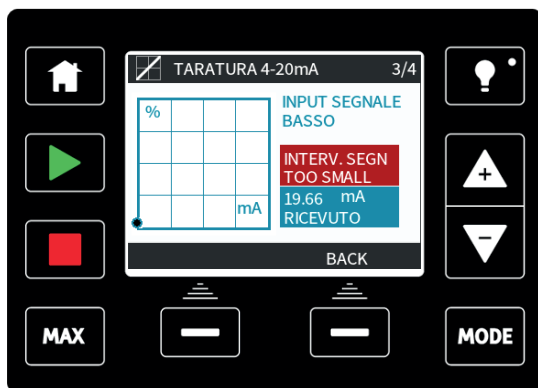 TARATURA 4-20mA 3/4
%
mA
INPUT SEGNALE
BASSO
INTERV. SEGN
TOO SMALL
19.66 mA
RICEVUTO
BACK
MAX
MODE